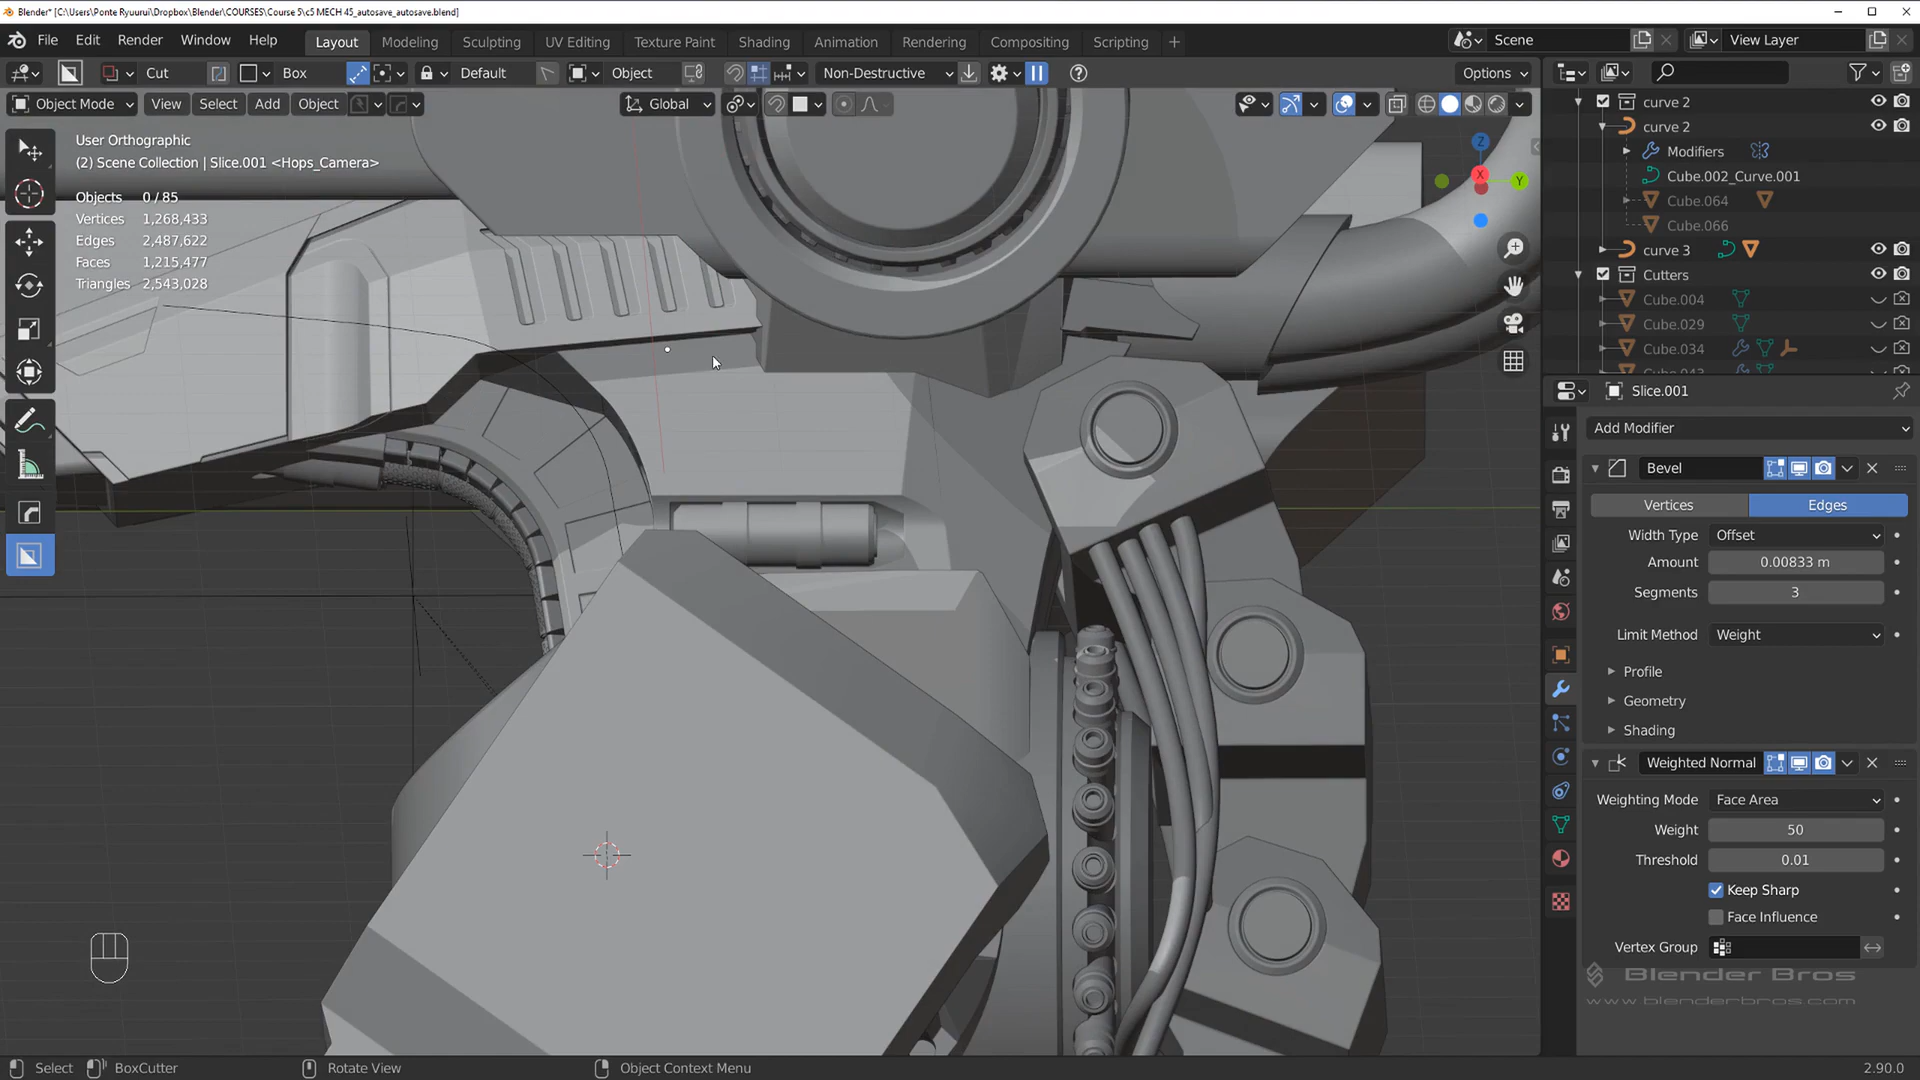 Blender* [C:\Users\Ponte Ryuurui\Dropbox\Blender\COURSES\Course 5\c5 MECH 45_autosave_autosave.blend]
File Edit Render Window Help Layout Modeling Sculpting UV Editing Texture Paint Shading Animation Rendering Compositing Scripting + Scene View Layer
Cut Box Default Object Non-Destructive Options
Object Mode View Select Add Object Global
User Orthographic
(2) Scene Collection | Slice.001 <Hops_Camera>
Objects 0 / 85
Vertices 1,268,433
Edges 2,487,622
Faces 1,215,477
Triangles 2,543,028
Z
X
Y
curve 2
curve 2
Modifiers
Cube.002_Curve.001
Cube.064
Cube.066
curve 3
Cutters
Cube.004
Cube.029
Cube.034
Slice.001
Add Modifier
Bevel
Vertices Edges
Width Type Offset
Amount 0.00833 m
Segments 3
Limit Method Weight
Profile
Geometry
Shading
Weighted Normal
Weighting Mode Face Area
Weight 50
Threshold 0.01
Keep Sharp
Face Influence
Vertex Group
Blender Bros
www.blenderbros.com
Select BoxCutter Rotate View Object Context Menu 2.90.0